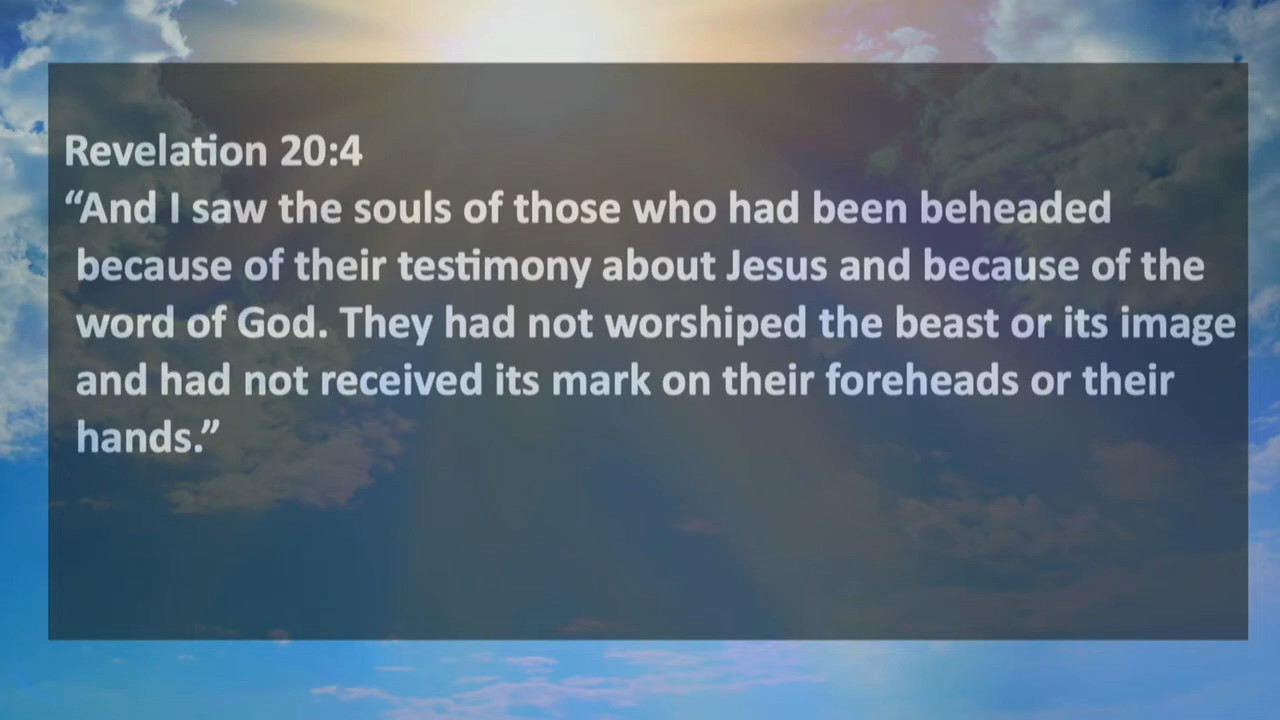 Revelation 20:4
“And I saw the souls of those who had been beheaded
because of their testimony about Jesus and because of the
word of God. They had not worshiped the beast or its image
and had not received its mark on their foreheads or their
hands.”